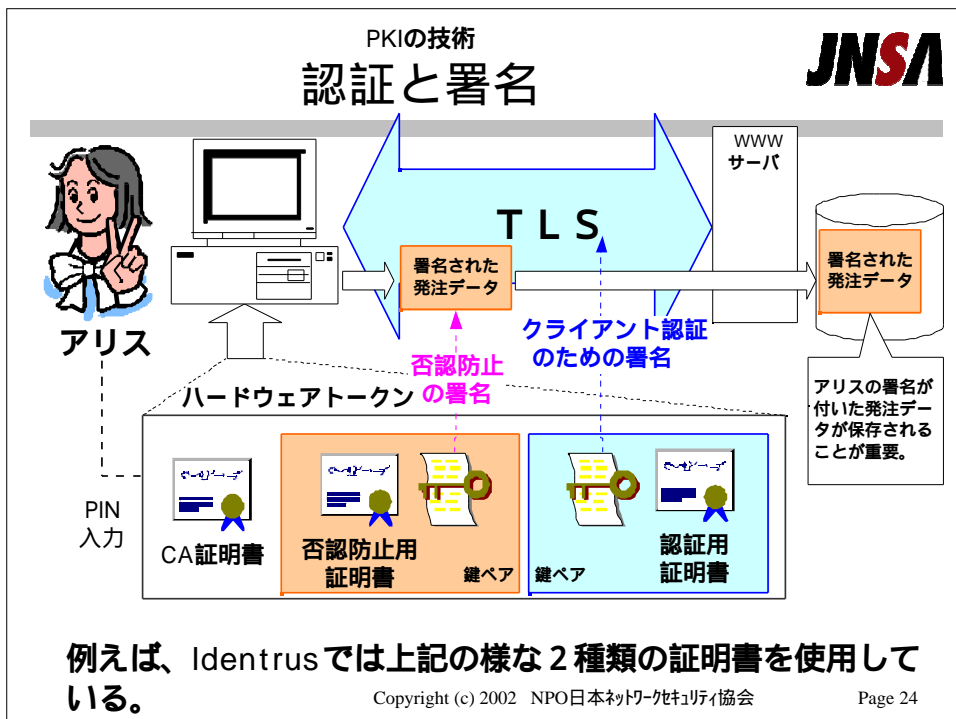 PKIの技術
認証と署名
JNSA
WWW
サーバ
ＴＬＳ
署名された
発注データ
署名された
発注データ
アリス
クライアント認証
のための署名
否認防止
の署名
ハードウェアトークン
アリスの署名が
付いた発注デー
タが保存される
ことが重要。
PIN
入力
CA証明書
否認防止用
証明書
鍵ペア
鍵ペア
認証用
証明書
例えば、Identrusでは上記の様な２種類の証明書を使用して
いる。
Copyright (c) 2002 NPO日本ﾈｯﾄﾜｰｸｾｷｭﾘﾃｨ協会
Page 24